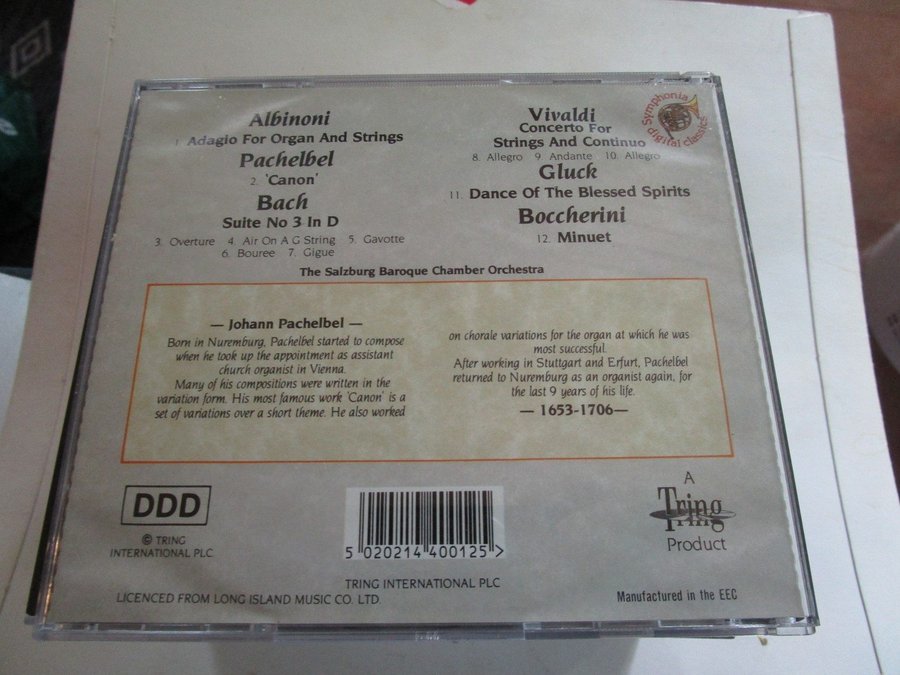 Albinoni
1. Adagio For Organ And Strings
Pachelbel
2. 'Canon'
Bach
Suite No 3 In D
3. Overture 4. Air On A G String 5. Gavotte
6. Bouree 7. Gigue
Vivaldi
Concerto For
Strings And Continuo
8. Allegro 9. Andante 10. Allegro
Gluck
11. Dance Of The Blessed Spirits
Boccherini
12. Minuet
Symphonia
digital classics
The Salzburg Baroque Chamber Orchestra
— Johann Pachelbel —
Born in Nuremburg, Pachelbel started to compose
when he took up the appointment as assistant
church organist in Vienna.
Many of his compositions were written in the
variation form. His most famous work 'Canon' is a
set of variations over a short theme. He also worked
on chorale variations for the organ at which he was
most successful.
After working in Stuttgart and Erfurt, Pachelbel
returned to Nuremburg as an organist again, for
the last 9 years of his life.
— 1653-1706—
DDD
© TRING
INTERNATIONAL PLC
5 020214 400125 >
A
Tring
Product
TRING INTERNATIONAL PLC
LICENCED FROM LONG ISLAND MUSIC CO. LTD
Manufactured in the EEC